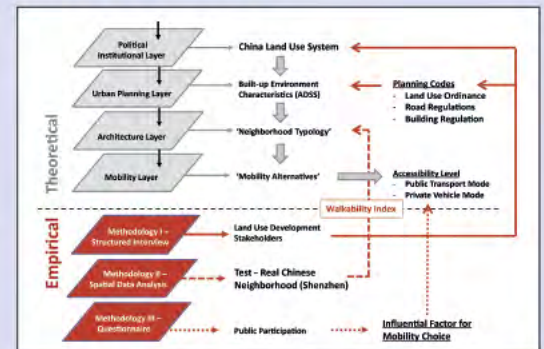 Political
Institutional Layer
China Land Use System
Urban Planning Layer
Built-up Environment
Characteristics (ADSS)
Planning Codes
- Land Use Ordinance
- Road Regulations
- Building Regulation
Architecture Layer
'Neighborhood Typology'
Mobility Layer
'Mobility Alternatives'
Accessibility Level
- Public Transport Mode
- Private Vehicle Mode
Theoretical
Walkability Index
Empirical
Methodology I –
Structured Interview
Land Use Development
Stakeholders
Methodology II –
Spatial Data Analysis
Test - Real Chinese
Neighborhood (Shenzhen)
Methodology III –
Questionnaire
Public Participation
Influential Factor for
Mobility Choice